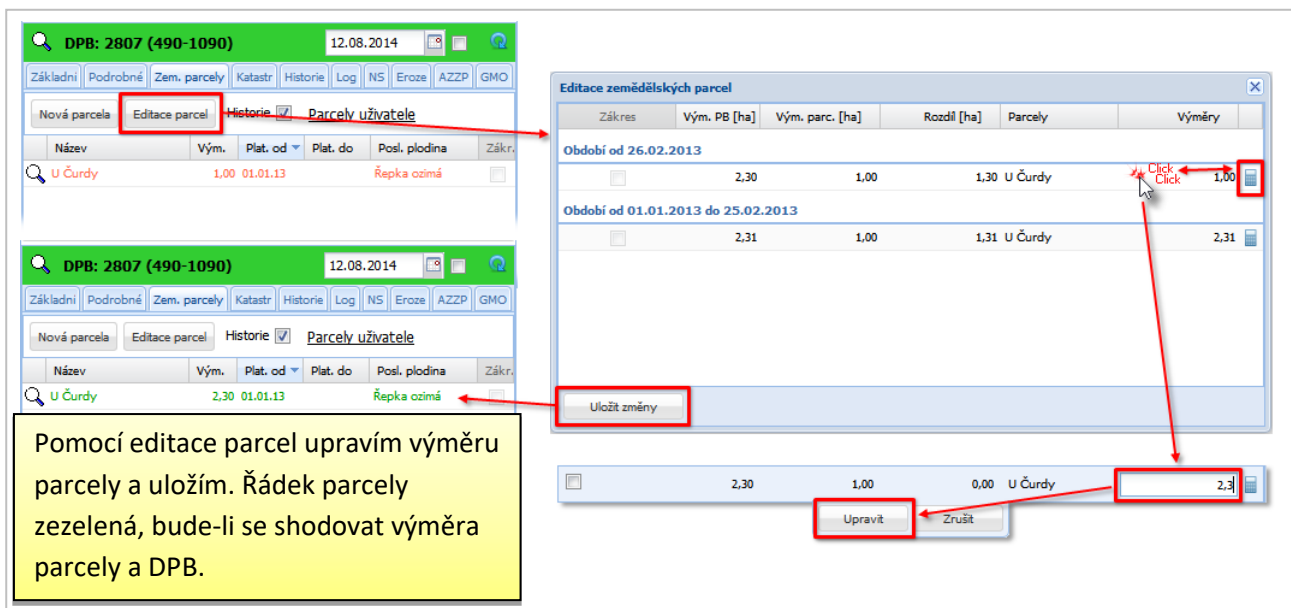 DPB: 2807 (490-1090) 12.08.2014
Základní Podrobné Zem. parcely Katastr Historie Log NS Eroze AZZP GMO
Nová parcela Editace parcel Historie Parcely uživatele
Název Vým. Plat. od Plat. do Posl. plodina Zákr.
U Čurdy 1,00 01.01.13 Řepka ozimá
Editace zemědělských parcel
Zákres Vým. PB [ha] Vým. parc. [ha] Rozdíl [ha] Parcely Výměry
Období od 26.02.2013
2,30 1,00 1,30 U Čurdy Click Click 1,00
Období od 01.01.2013 do 25.02.2013
2,31 1,00 1,31 U Čurdy 2,31
Uložit změny
DPB: 2807 (490-1090) 12.08.2014
Základní Podrobné Zem. parcely Katastr Historie Log NS Eroze AZZP GMO
Nová parcela Editace parcel Historie Parcely uživatele
Název Vým. Plat. od Plat. do Posl. plodina Zákr.
U Čurdy 2,30 01.01.13 Řepka ozimá
2,30 1,00 0,00 U Čurdy 2,3
Upravit Zrušit
Pomocí editace parcel upravím výměru
parcely a uložím. Řádek parcely
zezelená, bude-li se shodovat výměra
parcely a DPB.